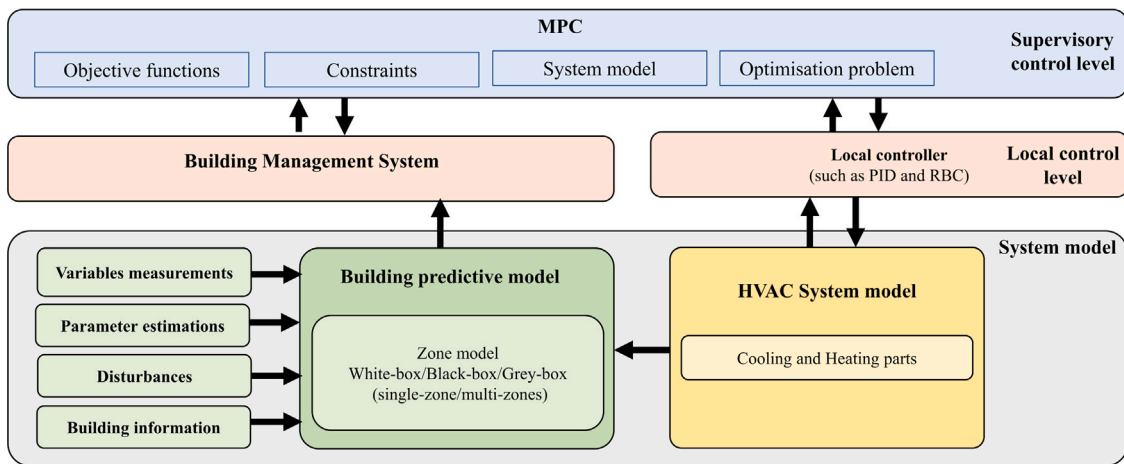 MPC
Supervisory
control level
Objective functions
Constraints
System model
Optimisation problem
Building Management System
Local controller
(such as PID and RBC)
Local control
level
System model
Variables measurements
Parameter estimations
Disturbances
Building information
Building predictive model
Zone model
White-box/Black-box/Grey-box
(single-zone/multi-zones)
HVAC System model
Cooling and Heating parts